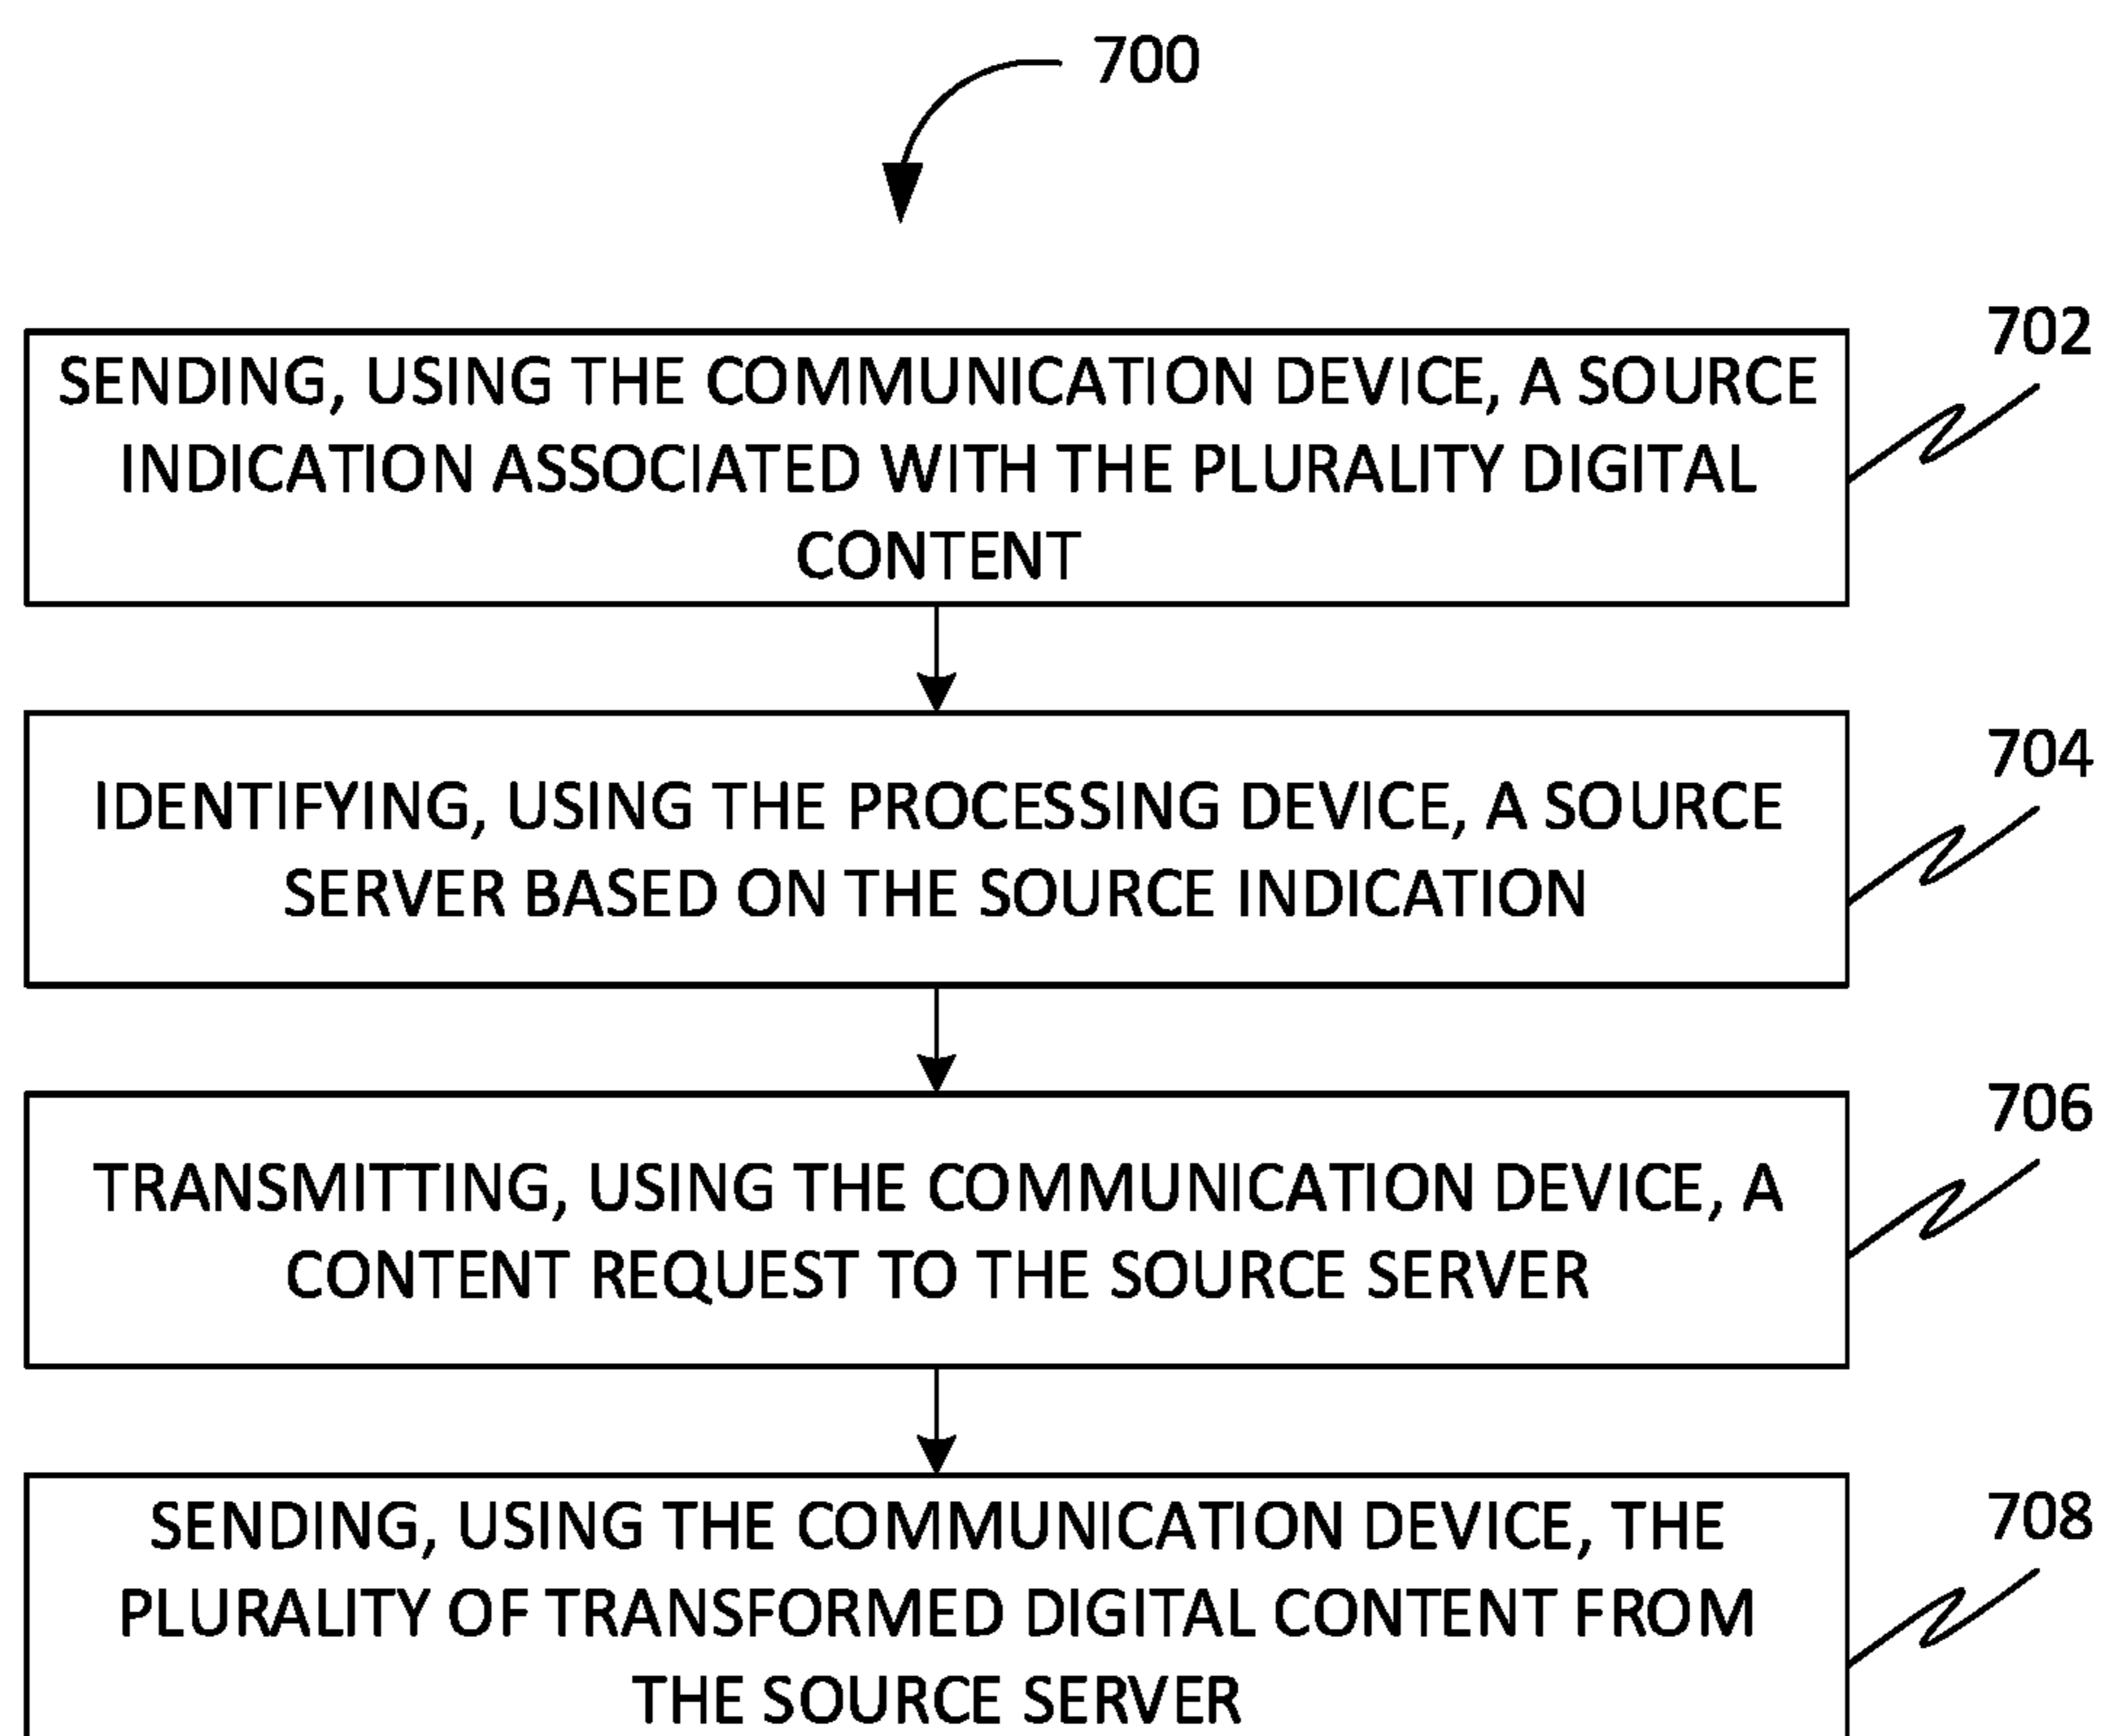 700
702
SENDING, USING THE COMMUNICATION DEVICE, A SOURCE
INDICATION ASSOCIATED WITH THE PLURALITY DIGITAL
CONTENT
704
IDENTIFYING, USING THE PROCESSING DEVICE, A SOURCE
SERVER BASED ON THE SOURCE INDICATION
706
TRANSMITTING, USING THE COMMUNICATION DEVICE, A
CONTENT REQUEST TO THE SOURCE SERVER
708
SENDING, USING THE COMMUNICATION DEVICE, THE
PLURALITY OF TRANSFORMED DIGITAL CONTENT FROM
THE SOURCE SERVER